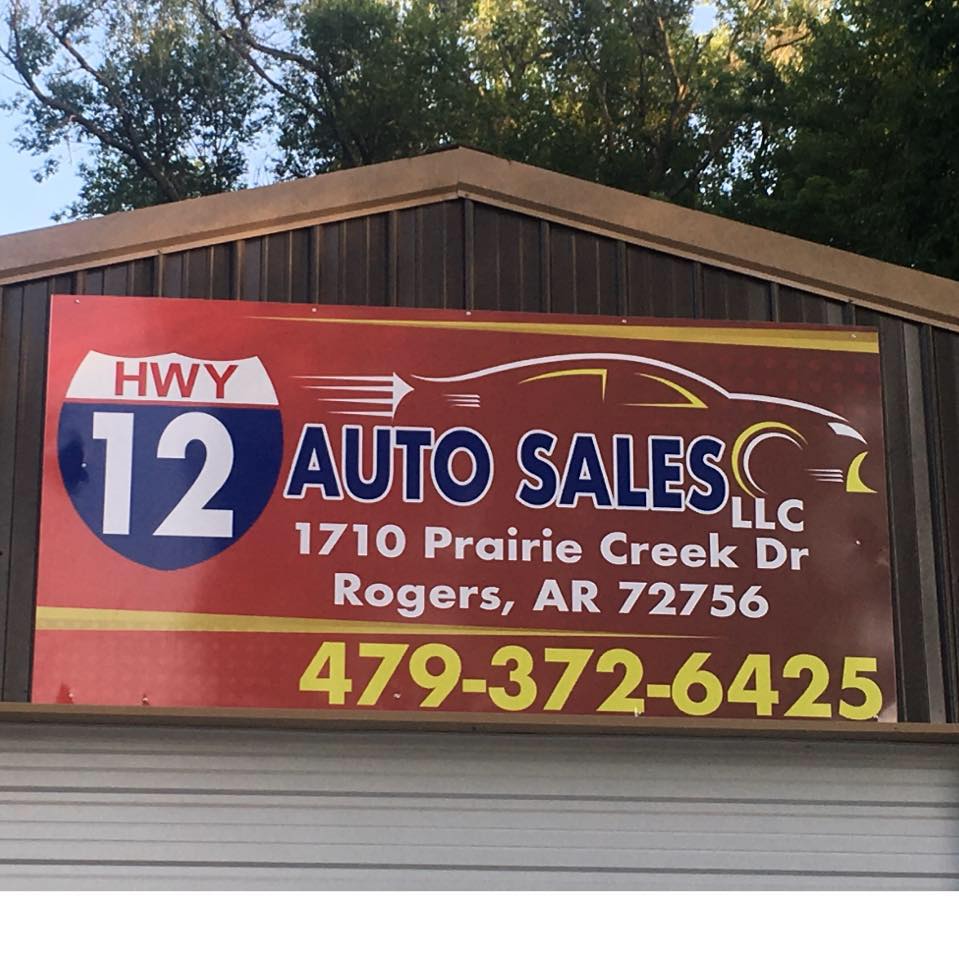 HWY
12
AUTO SALES
LLC
1710 Prairie Creek Dr
Rogers, AR 72756
479-372-6425